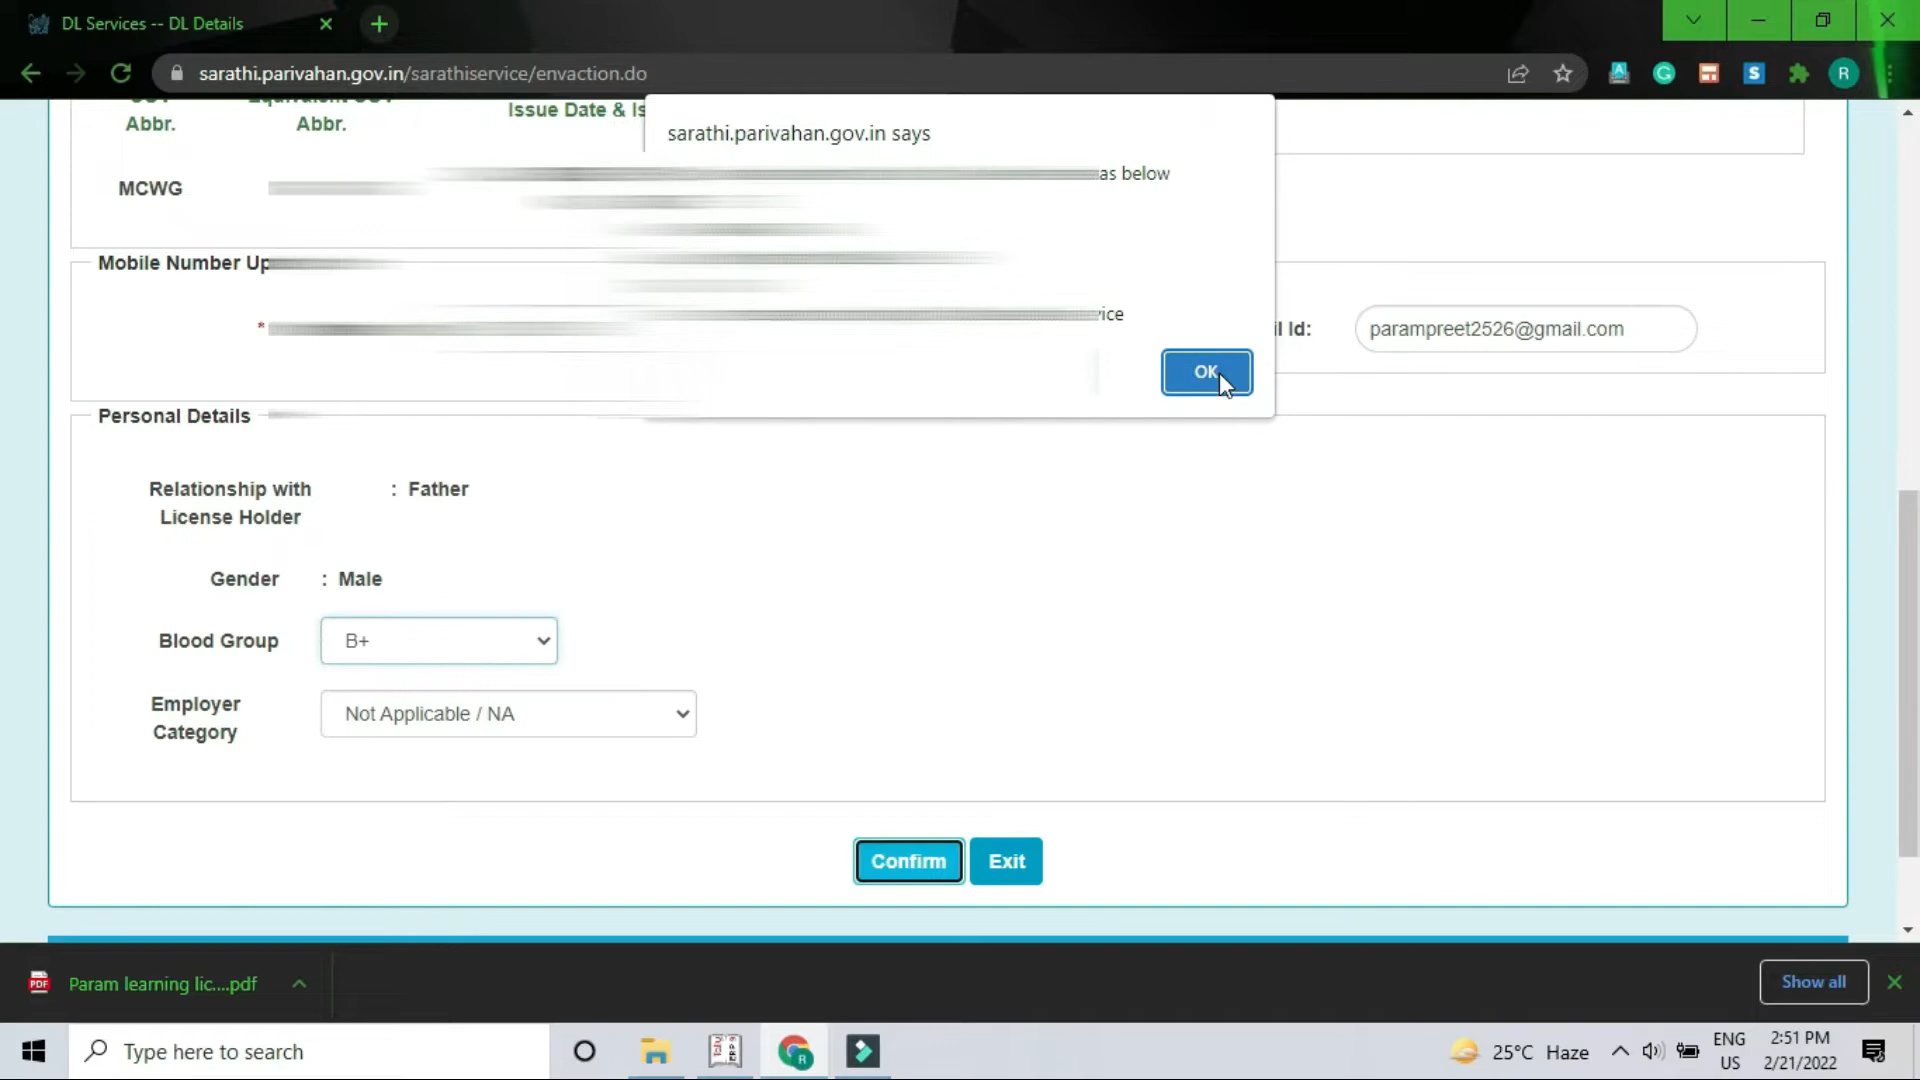 DL Services -- DL Details
sarathi.parivahan.gov.in/sarathiservice/envaction.do
R
Issue Date & Is
Abbr.
Abbr.
sarathi.parivahan.gov.in says
as below
MCWG
Mobile Number Up
*
vice
il Id:
parampreet2526@gmail.com
OK
Personal Details
Relationship with
License Holder
: Father
Gender : Male
Blood Group B+
Employer
Category
Not Applicable / NA
Confirm Exit
PDF Param learning lic....pdf
Show all
Type here to search
R
25°C Haze
ENG
US
2:51 PM
2/21/2022